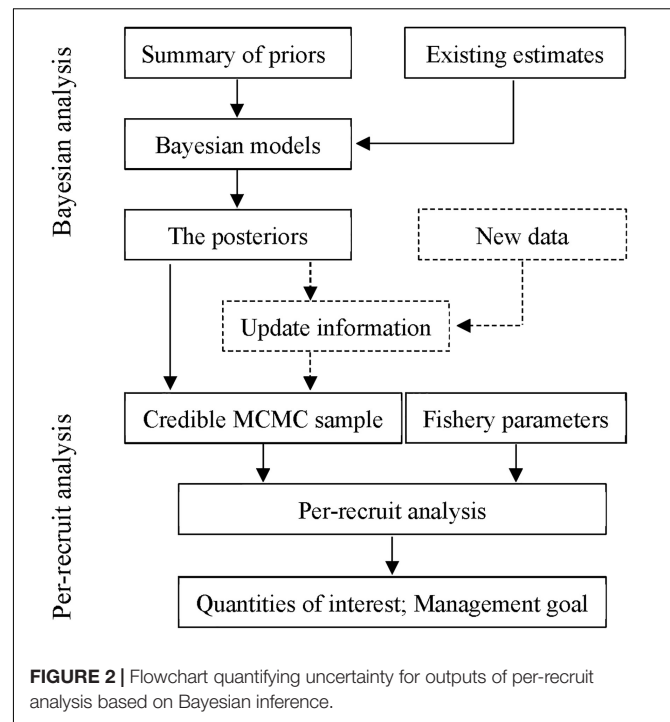 Bayesian analysis
Summary of priors
Existing estimates
Bayesian models
The posteriors
New data
Update information
Per-recruit analysis
Credible MCMC sample
Fishery parameters
Per-recruit analysis
Quantities of interest; Management goal
FIGURE 2 | Flowchart quantifying uncertainty for outputs of per-recruit
analysis based on Bayesian inference.